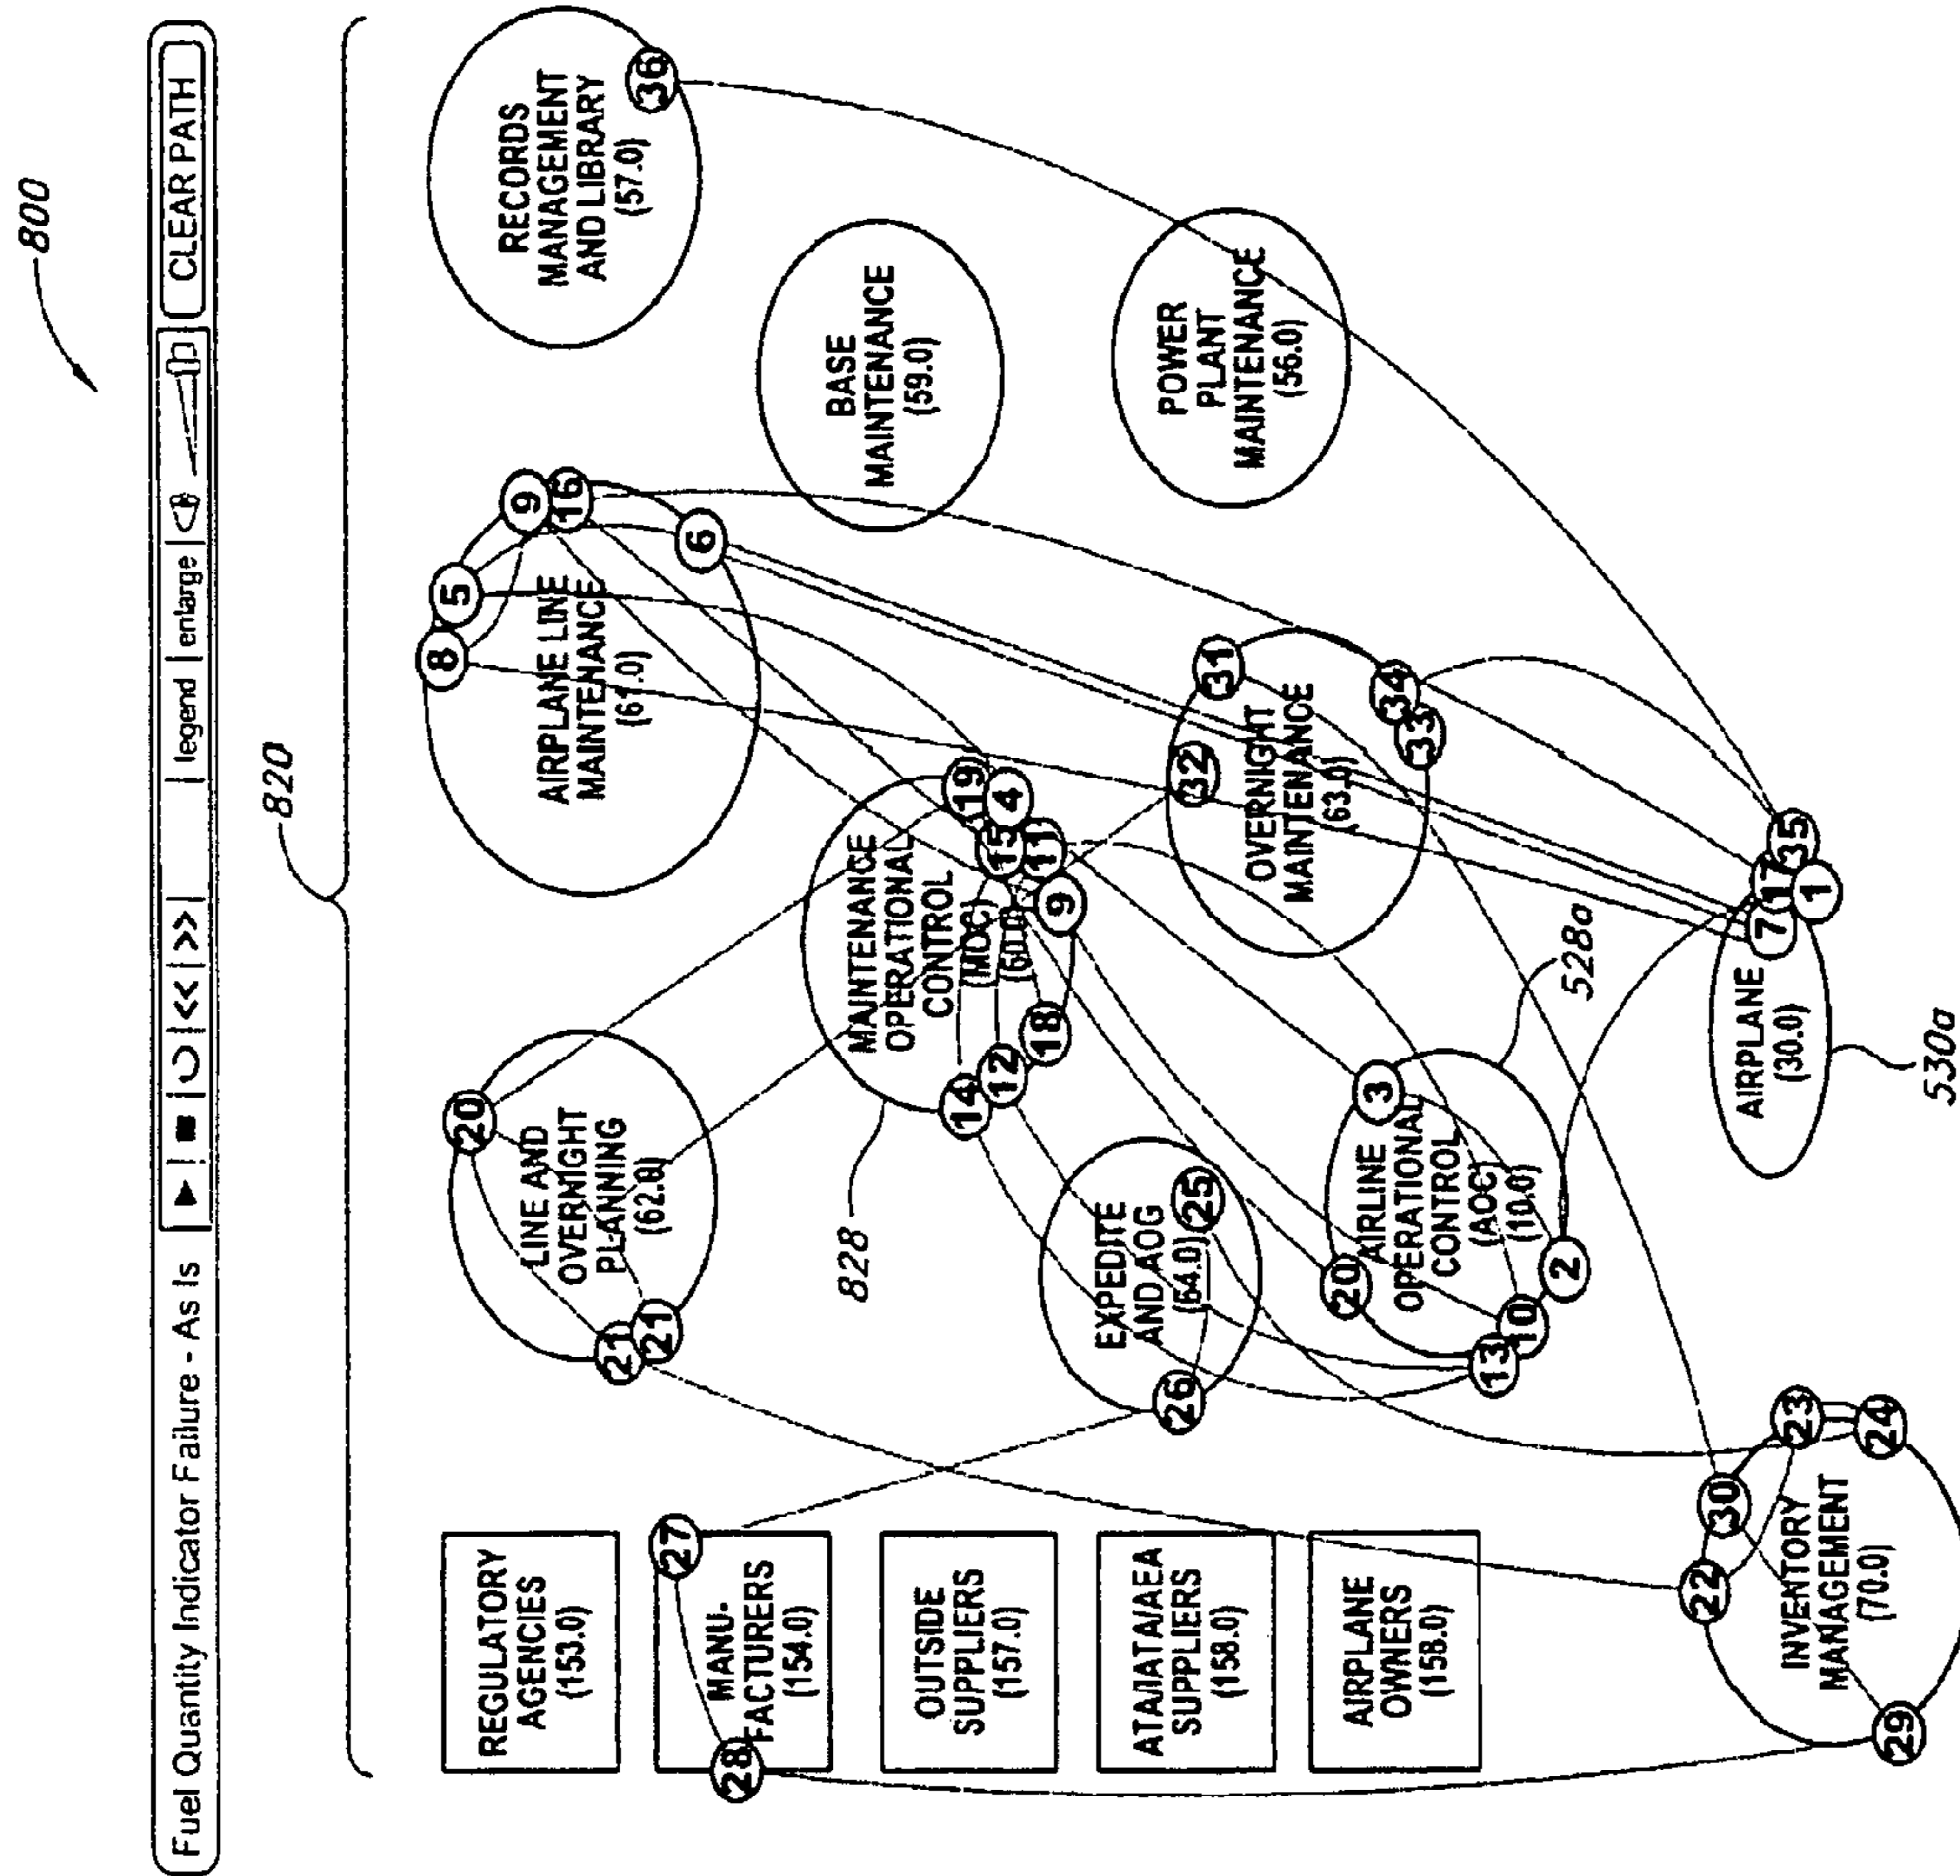 800
Fuel Quantity Indicator Failure - As Is
<< | >> | legend | enlarge
CLEAR PATH
820
REGULATORY
AGENCIES
(153.0)
LINE AND
OVERNIGHT
PLANNING
(62.0)
20
21
21
AIRPLANE LINE
MAINTENANCE
(61.0)
8
5
9
16
6
RECORDS
MANAGEMENT
AND LIBRARY
(57.0)
36
MANU-
FACTURERS
(154.0)
27
28
828
MAINTENANCE
OPERATIONAL
CONTROL
(MOC)
(60.0)
19
4
15
11
9
14
12
18
BASE
MAINTENANCE
(59.0)
OUTSIDE
SUPPLIERS
(157.0)
EXPEDITE
AND AOG
(64.0)
25
26
ATA/IATA/AEA
SUPPLIERS
(158.0)
OVERNIGHT
MAINTENANCE
(63.0)
31
32
34
33
POWER
PLANT
MAINTENANCE
(56.0)
AIRPLANE
OWNERS
(158.0)
AIRLINE
OPERATIONAL
CONTROL
(AOC)
(10.0)
3
20
13
10
2
528a
INVENTORY
MANAGEMENT
(70.0)
22
30
23
24
29
AIRPLANE
(30.0)
7
17
35
1
530a